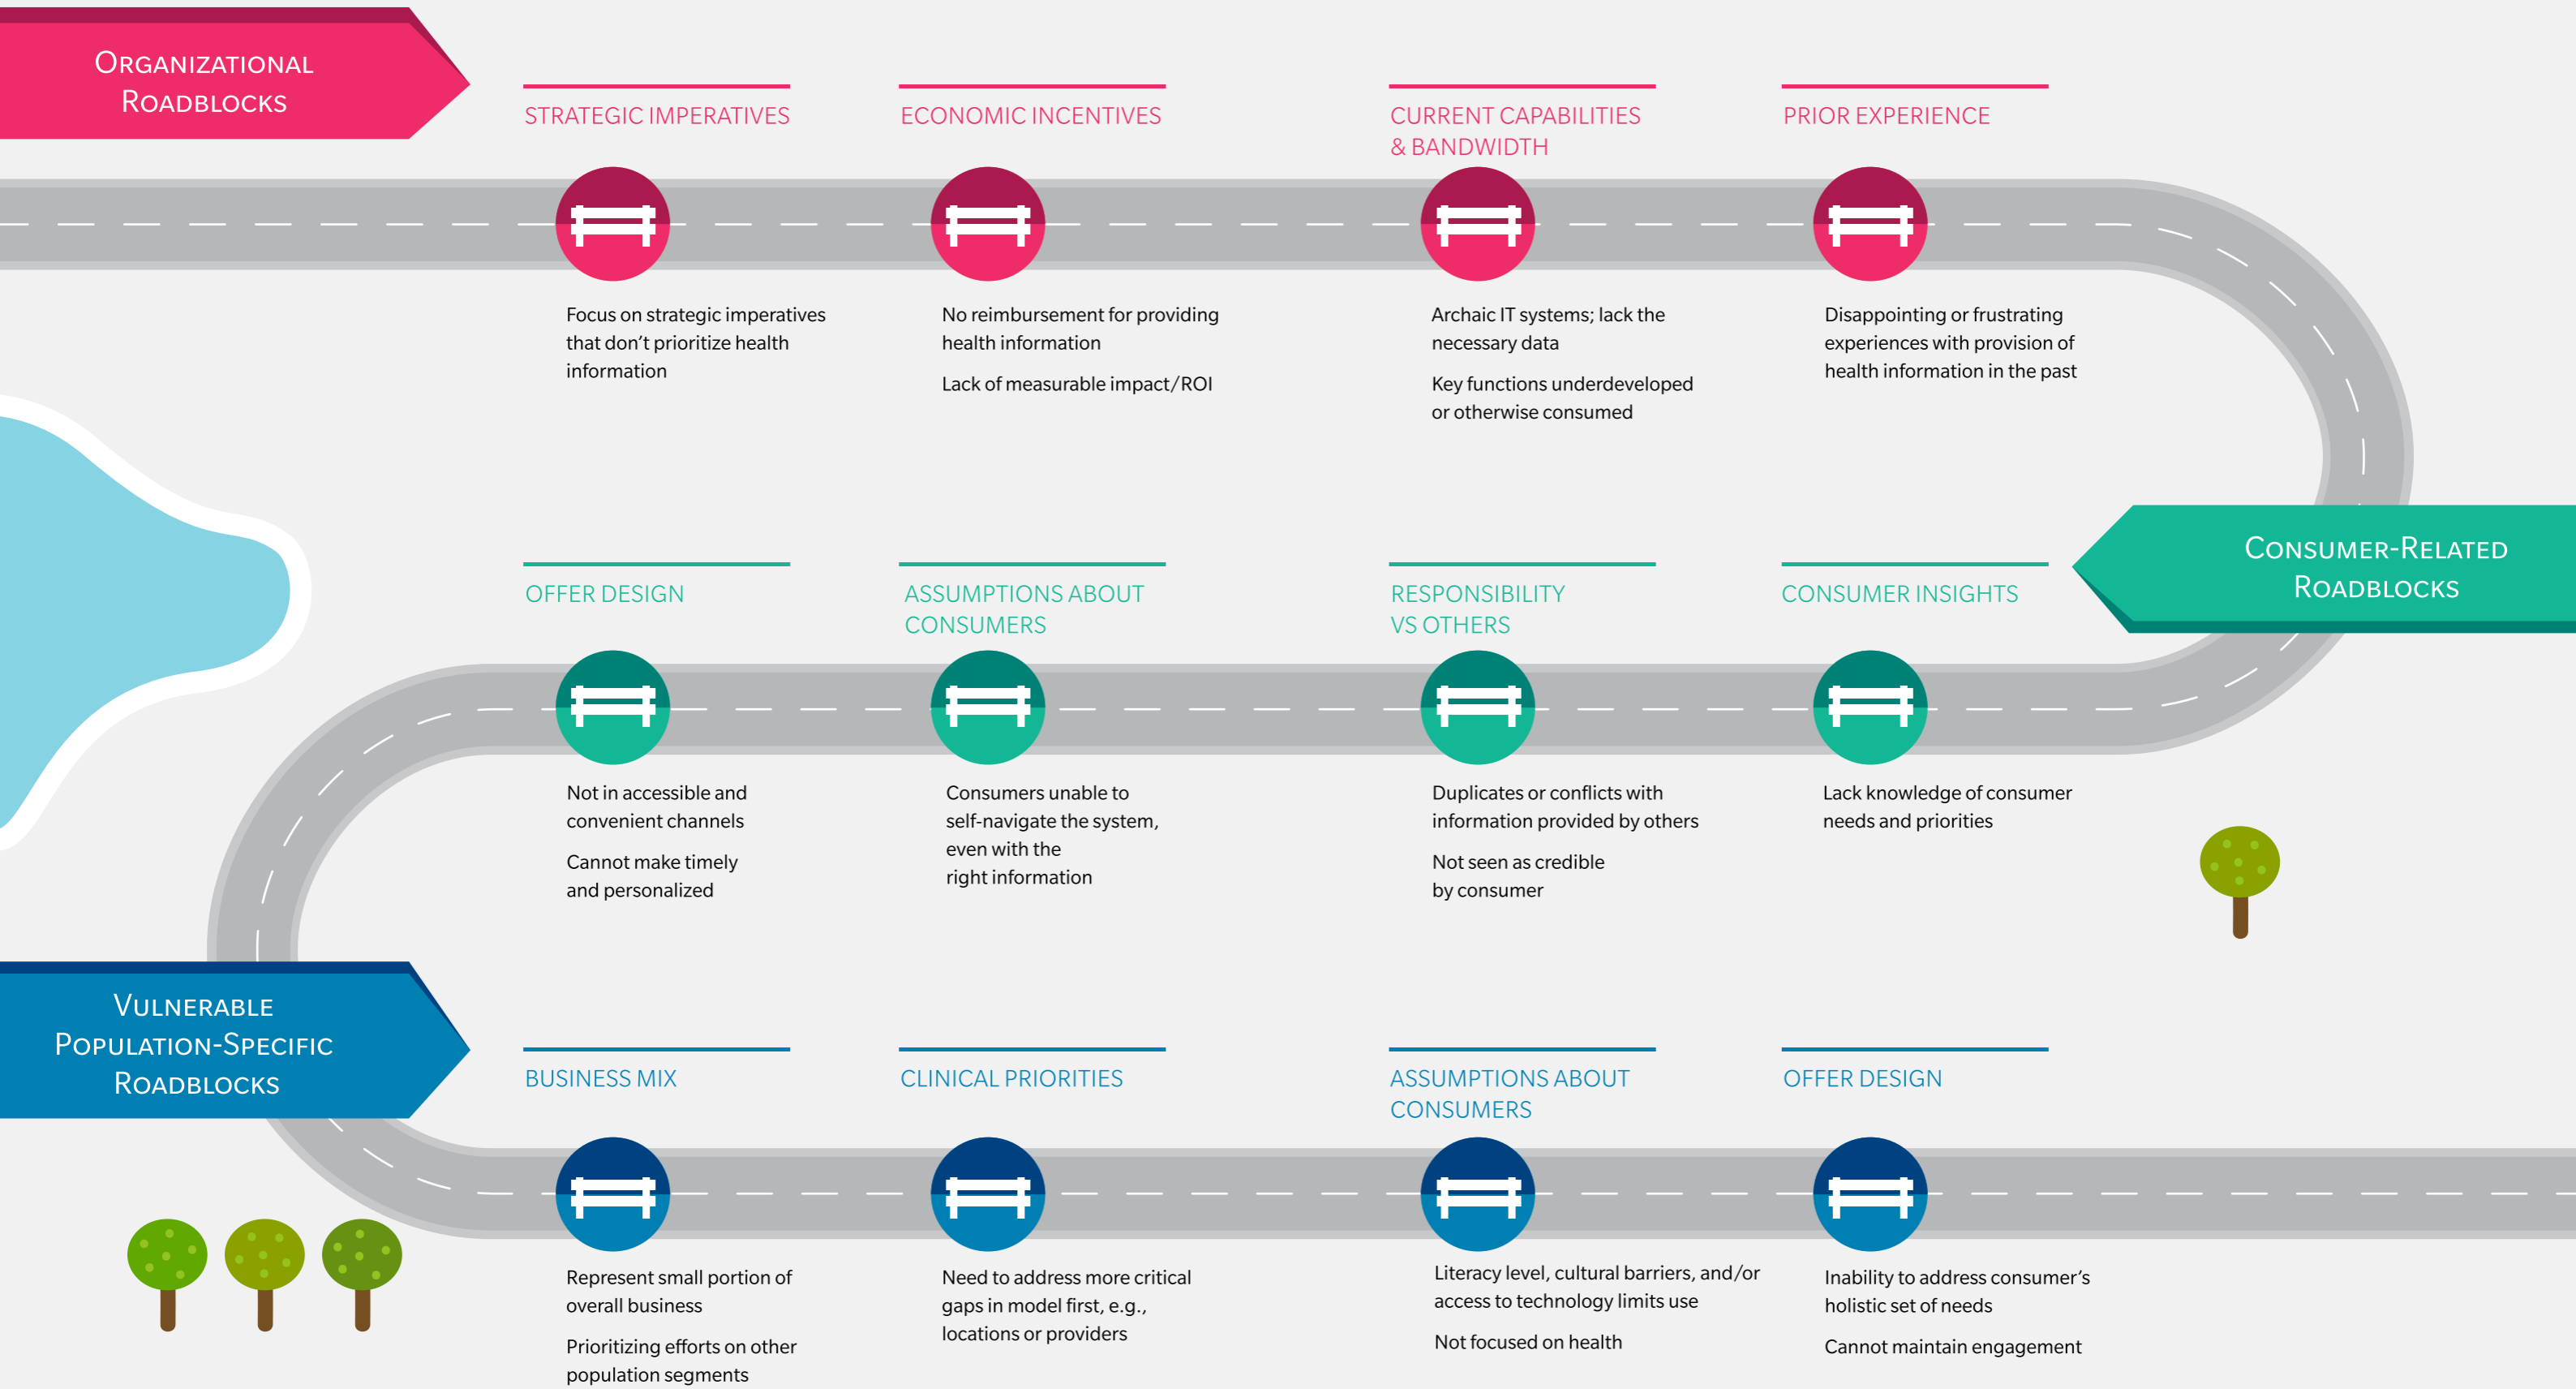 Organizational
Roadblocks
STRATEGIC IMPERATIVES
Focus on strategic imperatives
that don’t prioritize health
information
ECONOMIC INCENTIVES
No reimbursement for providing
health information
Lack of measurable impact/ROI
CURRENT CAPABILITIES
& BANDWIDTH
Archaic IT systems; lack the
necessary data
Key functions underdeveloped
or otherwise consumed
PRIOR EXPERIENCE
Disappointing or frustrating
experiences with provision of
health information in the past
Consumer-Related
Roadblocks
OFFER DESIGN
Not in accessible and
convenient channels
Cannot make timely
and personalized
ASSUMPTIONS ABOUT
CONSUMERS
Consumers unable to
self-navigate the system,
even with the
right information
RESPONSIBILITY
VS OTHERS
Duplicates or conflicts with
information provided by others
Not seen as credible
by consumer
CONSUMER INSIGHTS
Lack knowledge of consumer
needs and priorities
Vulnerable
Population-Specific
Roadblocks
BUSINESS MIX
Represent small portion of
overall business
Prioritizing efforts on other
population segments
CLINICAL PRIORITIES
Need to address more critical
gaps in model first, e.g.,
locations or providers
ASSUMPTIONS ABOUT
CONSUMERS
Literacy level, cultural barriers, and/or
access to technology limits use
Not focused on health
OFFER DESIGN
Inability to address consumer’s
holistic set of needs
Cannot maintain engagement